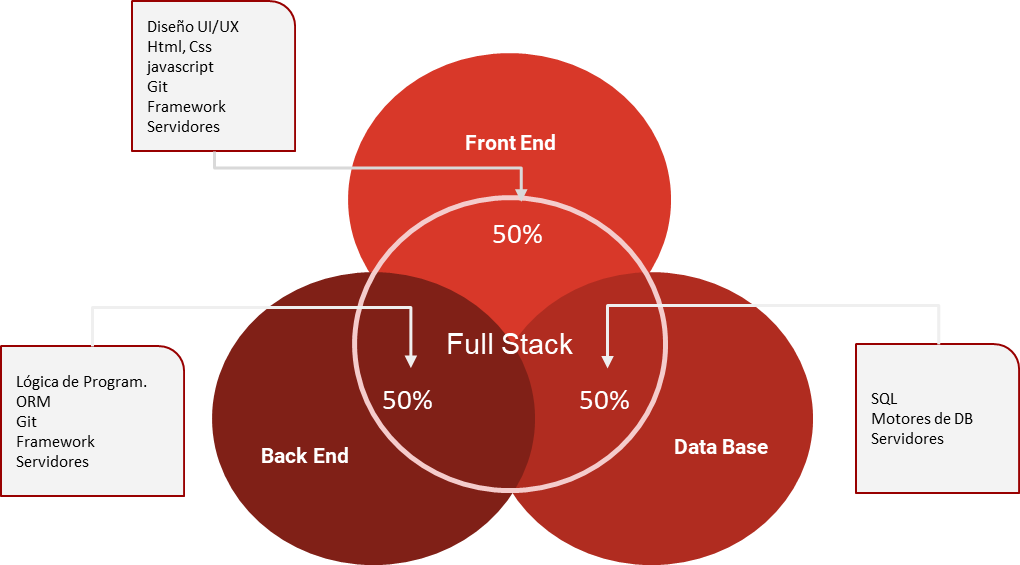 Diseño UI/UX
Html, Css
javascript
Git
Framework
Servidores
Front End
50%
Full Stack
Lógica de Program.
ORM
Git
Framework
Servidores
50%
Back End
50%
Data Base
SQL
Motores de DB
Servidores